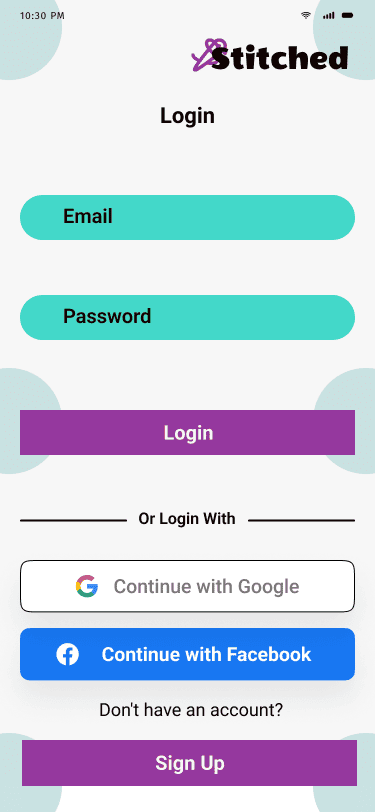 10:30 PM
Stitched
Login
Email
Password
Login
Or Login With
Continue with Google
Continue with Facebook
Don't have an account?
Sign Up